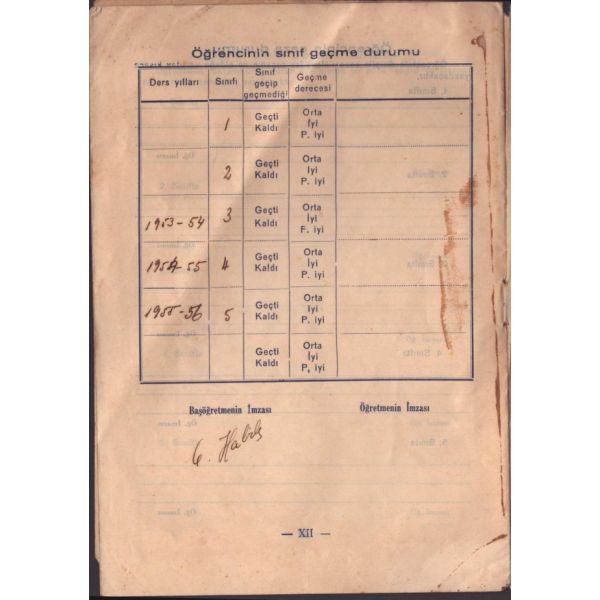 Öğrencinin sınıf geçme durumu
Ders yılları Sınıfı Sınıf geçip geçmediği Geçme derecesi
1 Geçti Kaldı Orta İyi P. iyi
2 Geçti Kaldı Orta İyi P. iyi
1953-54 3 Geçti Kaldı Orta İyi F. iyi
1954-55 4 Geçti Kaldı Orta İyi P. iyi
1955-56 5 Geçti Kaldı Orta İyi P. iyi
Geçti Kaldı Orta İyi P, iyi
Başöğretmenin İmzası Öğretmenin İmzası
— XII —